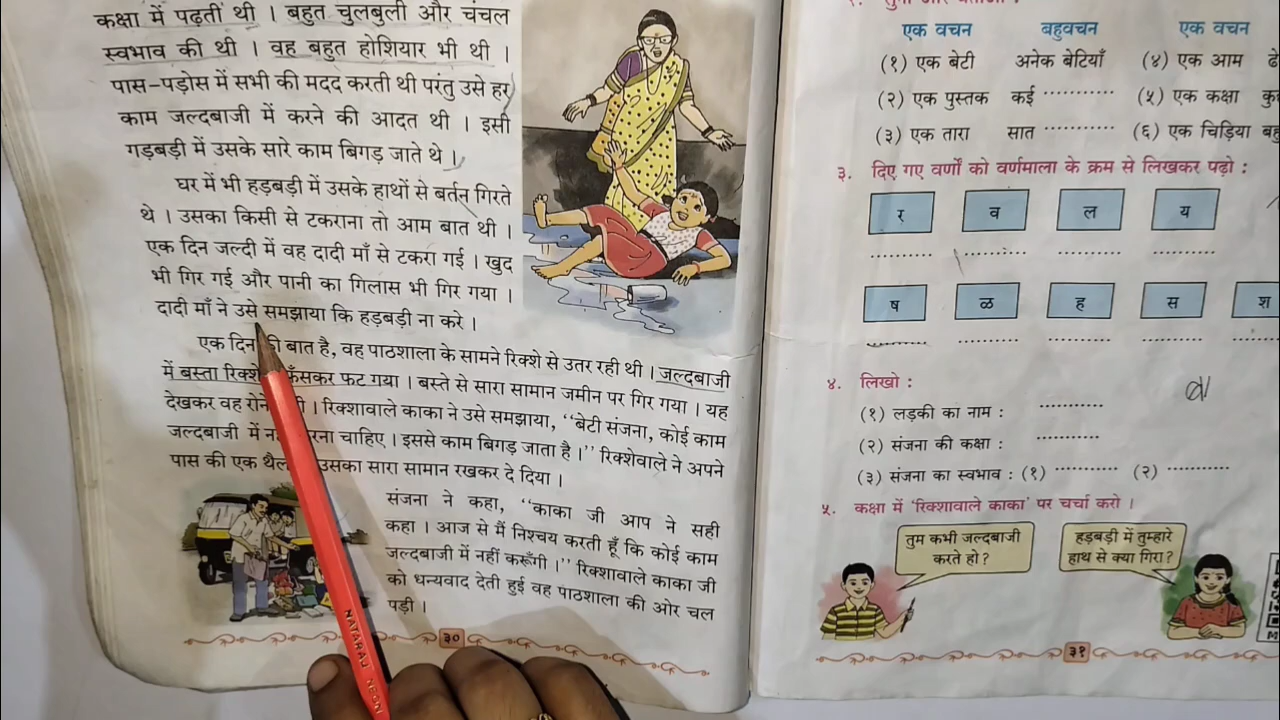 कक्षा में पढ़ती थी । बहुत चुलबुली और चंचल
स्वभाव की थी । वह बहुत होशियार भी थी ।
पास-पड़ोस में सभी की मदद करती थी परंतु उसे हर
काम जल्दबाजी में करने की आदत थी । इसी
गड़बड़ी में उसके सारे काम बिगड़ जाते थे ।
घर में भी हड़बड़ी में उसके हाथों से बर्तन गिरते
थे । उसका किसी से टकराना तो आम बात थी ।
एक दिन जल्दी में वह दादी माँ से टकरा गई । खुद
भी गिर गई और पानी का गिलास भी गिर गया ।
दादी माँ ने उसे समझाया कि हड़बड़ी ना करे ।
एक दिन की बात है, वह पाठशाला के सामने रिक्शे से उतर रही थी । जल्दबाजी
में बस्ता रिक्शे फँसकर फट गया । बस्ते से सारा सामान जमीन पर गिर गया । यह
देखकर वह रोने । रिक्शावाले काका ने उसे समझाया, ‘‘बेटी संजना, कोई काम
जल्दबाजी में चाहिए । इससे काम बिगड़ जाता है ।’’ रिक्शेवाले ने अपने
पास की एक उसका सारा सामान रखकर दे दिया ।
संजना ने कहा, ‘‘काका जी आप ने सही
कहा । आज से मैं निश्चय करती हूँ कि कोई काम
जल्दबाजी में नहीं करूँगी ।’’ रिक्शावाले काका जी
को धन्यवाद देती हुई वह पाठशाला की ओर चल
पड़ी ।
३०
NATARAJ
एक वचन बहुवचन एक वचन
(१) एक बेटी अनेक बेटियाँ (४) एक आम
(२) एक पुस्तक कई ............ (५) एक कक्षा
(३) एक तारा सात ............ (६) एक चिड़िया
३. दिए गए वर्णों को वर्णमाला के क्रम से लिखकर पढ़ो :
र व ल य
............ ............ ............ ............
ष ळ ह स श
............ ............ ............ ............
४. लिखो :
(१) लड़की का नाम : ............
(२) संजना की कक्षा : ............
(३) संजना का स्वभाव : (१) ............ (२) ............
५. कक्षा में ‘रिक्शावाले काका’ पर चर्चा करो ।
तुम कभी जल्दबाजी
करते हो?
हड़बड़ी में तुम्हारे
हाथ से क्या गिरा?
३१